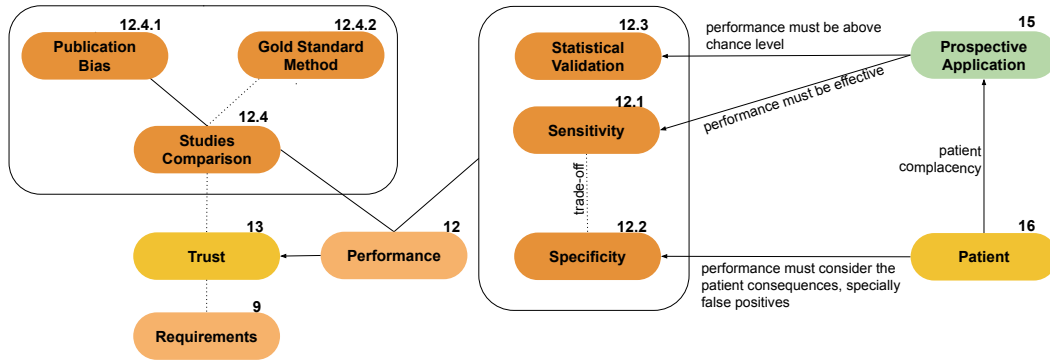 12.4.1
Publication
Bias
12.4.2
Gold Standard
Method
12.4
Studies
Comparison
13
Trust
12
Performance
9
Requirements
12.3
Statistical
Validation
12.1
Sensitivity
trade-off
12.2
Specificity
performance must be above
chance level
performance must be effective
15
Prospective
Application
patient
complacency
16
Patient
performance must consider the
patient consequences, specially
false positives